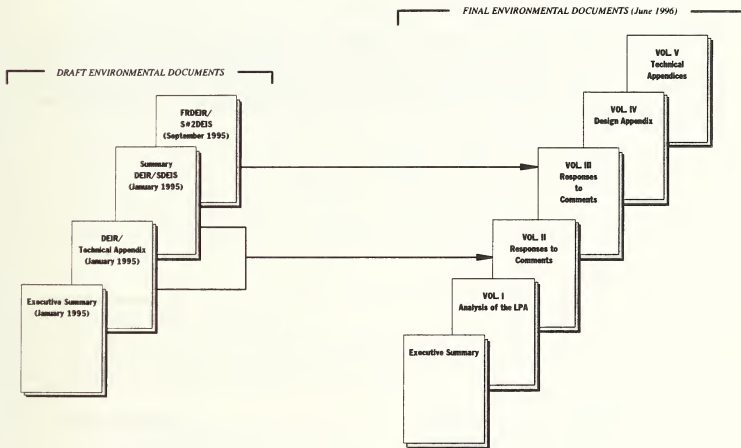 FINAL ENVIRONMENTAL DOCUMENTS (June 1996)
DRAFT ENVIRONMENTAL DOCUMENTS
FRDEIR/
S#2DEIS
(September 1995)
Summary
DEIR/SDEIS
(January 1995)
DEIR/
Technical Appendix
(January 1995)
Executive Summary
(January 1995)
VOL. V
Technical
Appendices
VOL. IV
Design Appendix
VOL. III
Responses
to
Comments
VOL. II
Responses to
Comments
VOL. I
Analysis of the LPA
Executive Summary